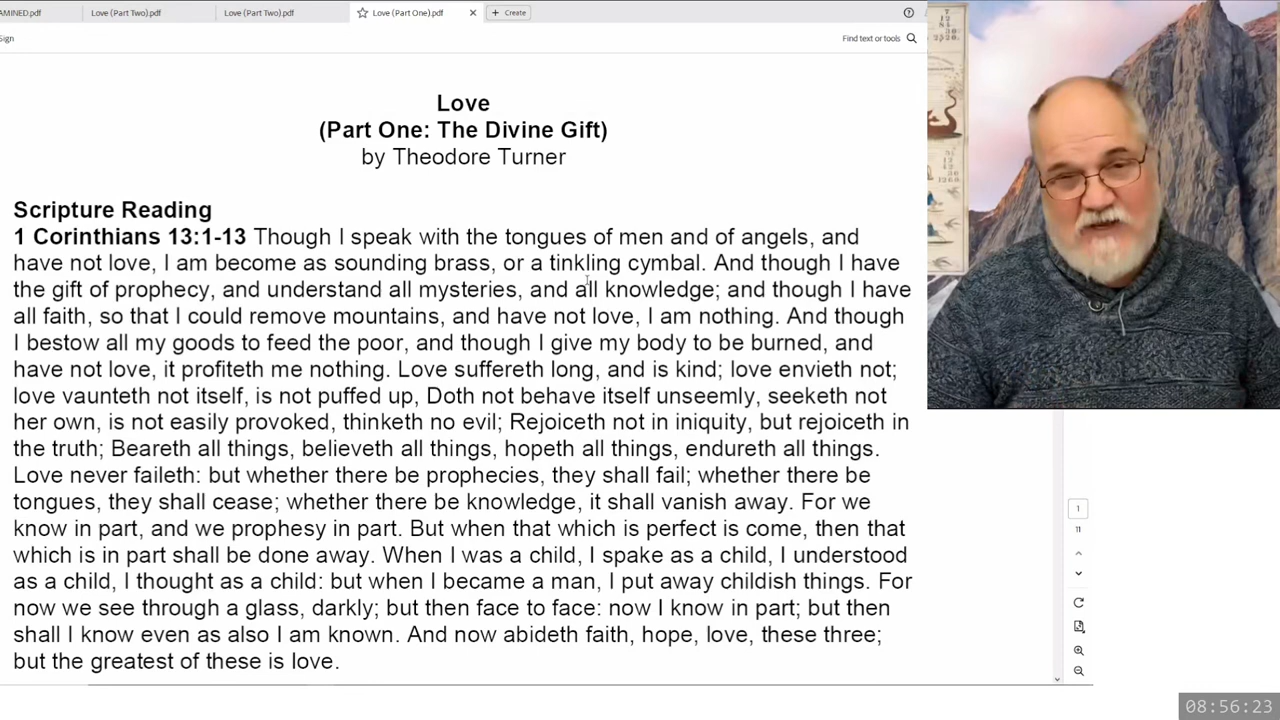 AMINED.pdf
Love (Part Two).pdf
Love (Part Two).pdf
Love (Part One).pdf
Create
Sign
Find text or tools
Love
(Part One: The Divine Gift)
by Theodore Turner
Scripture Reading
1 Corinthians 13:1-13 Though I speak with the tongues of men and of angels, and
have not love, I am become as sounding brass, or a tinkling cymbal. And though I have
the gift of prophecy, and understand all mysteries, and all knowledge; and though I have
all faith, so that I could remove mountains, and have not love, I am nothing. And though
I bestow all my goods to feed the poor, and though I give my body to be burned, and
have not love, it profiteth me nothing. Love suffereth long, and is kind; love envieth not;
love vaunteth not itself, is not puffed up, Doth not behave itself unseemly, seeketh not
her own, is not easily provoked, thinketh no evil; Rejoiceth not in iniquity, but rejoiceth in
the truth; Beareth all things, believeth all things, hopeth all things, endureth all things.
Love never faileth: but whether there be prophecies, they shall fail; whether there be
tongues, they shall cease; whether there be knowledge, it shall vanish away. For we
know in part, and we prophesy in part. But when that which is perfect is come, then that
which is in part shall be done away. When I was a child, I spake as a child, I understood
as a child, I thought as a child: but when I became a man, I put away childish things. For
now we see through a glass, darkly; but then face to face: now I know in part; but then
shall I know even as also I am known. And now abideth faith, hope, love, these three;
but the greatest of these is love.
1
11
08:56:23